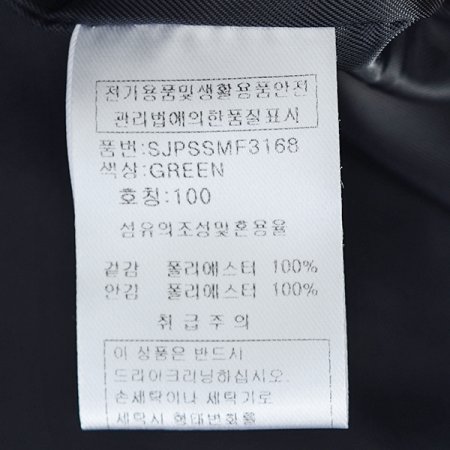 전기용품및생활용품안전
관리법에의한품질표시
품번:SJPSSMF3168
색상:GREEN
호칭:100
섬유의조성및혼용율
겉감 폴리에스터 100%
안감 폴리에스터 100%
취급주의
이 상품은 반드시
드라이크리닝하십시오.
손세탁이나 세탁기로
세탁시 형태변화를